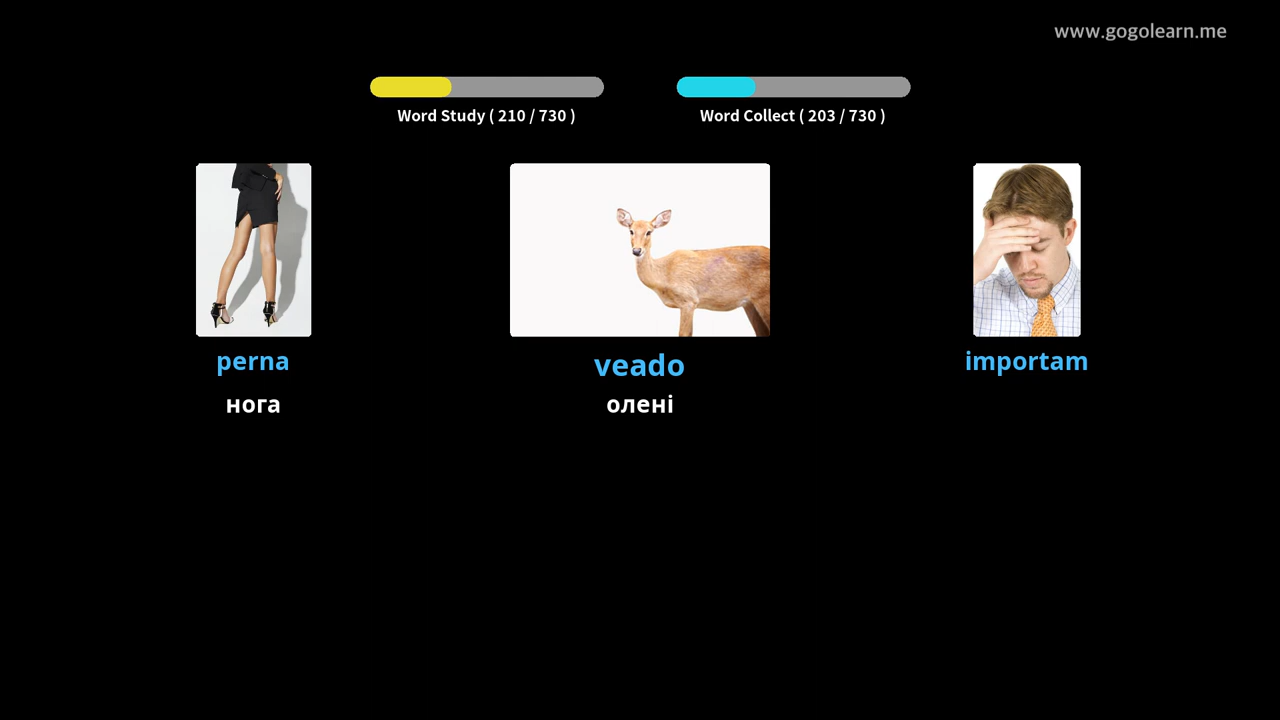 www.gogolearn.me
Word Study ( 210 / 730 )
Word Collect ( 203 / 730 )
perna
veado
importam
нога
олені